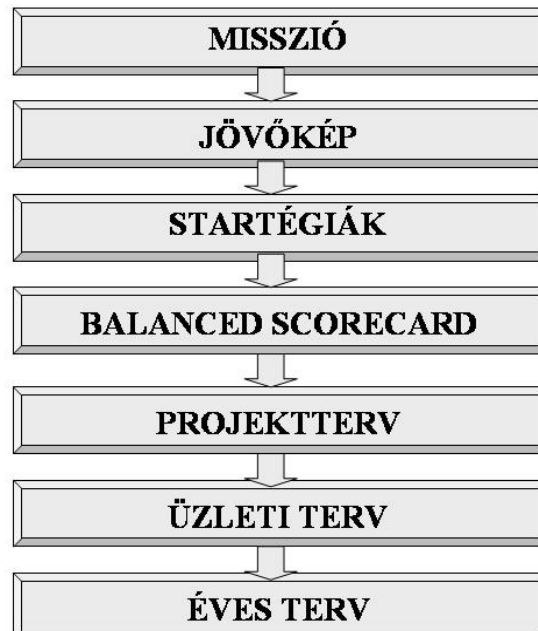 MISSZIÓ
JÖVŐKÉP
STARTÉGIÁK
BALANCED SCORECARD
PROJEKTTERV
ÜZLETI TERV
ÉVES TERV